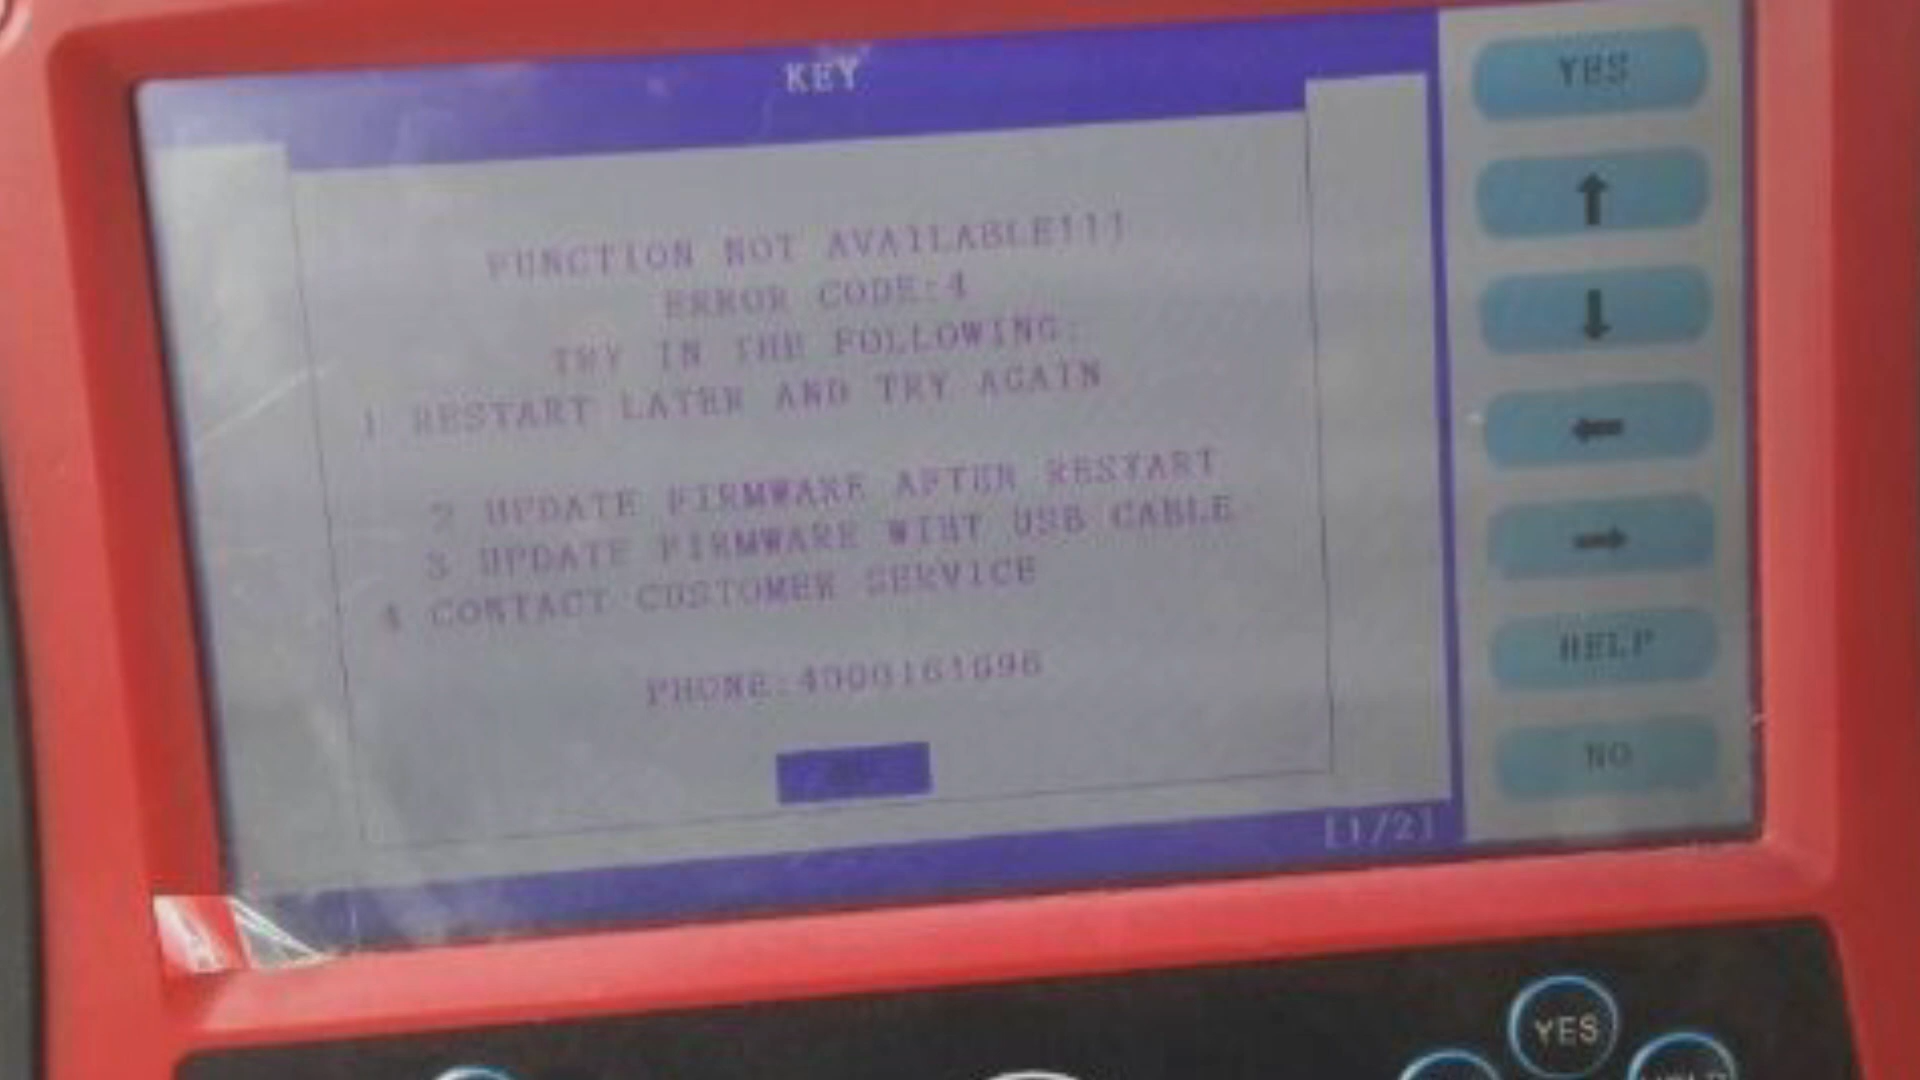 KEY
FUNCTION NOT AVAILABLE!!!
ERROR CODE:4
TRY IN THE FOLLOWING:
1 RESTART LATER AND TRY AGAIN
2 UPDATE FIRMWARE AFTER RESTART
3 UPDATE FIRMWARE WIHT USB CABLE
4 CONTACT CUSTOMER SERVICE
PHONE:4000161096
[1/2]
YES
↑
↓
←
→
HELP
NO
YES